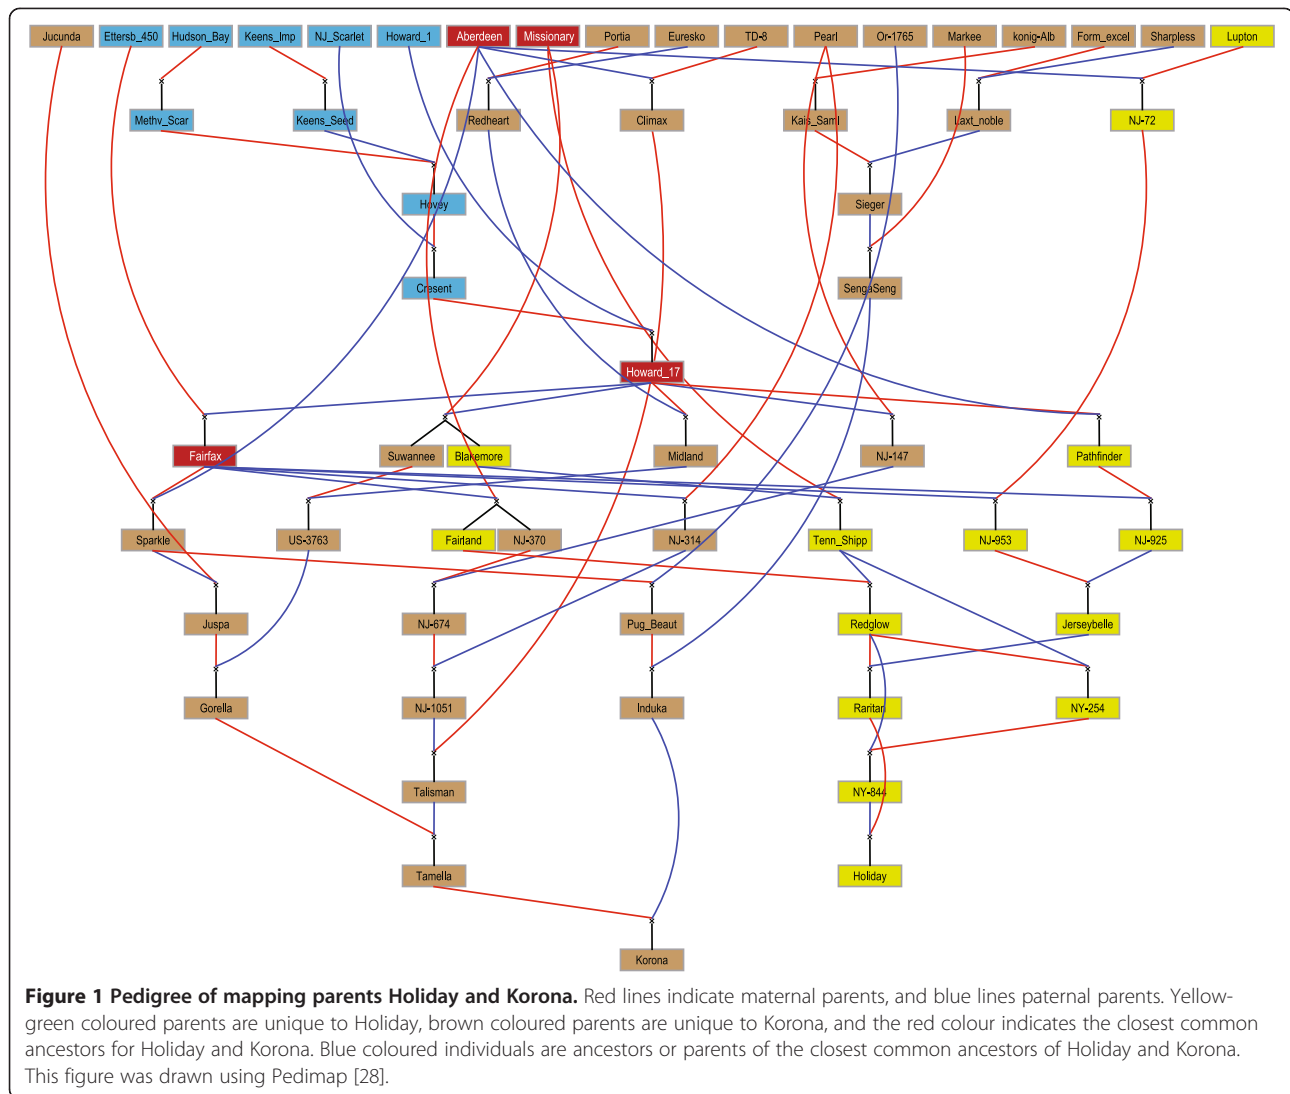 Jucunda Ettersb_450 Hudson_Bay Keens_Imp NJ_Scarlet Howard_1 Aberdeen Missionary Portia Euresko TD-8 Pearl Or-1765 Markee konig-Alb Form_excel Sharpless Lupton
Methv_Scar Keens_Seed Redheart Climax Kais_Saml Laxt_noble NJ-72
Hovey Sieger
Cresent SengaSeng
Howard_17
Fairfax Suwannee Blakemore Midland NJ-147 Pathfinder
Sparkle US-3763 Fairland NJ-370 NJ-314 Tenn_Shipp NJ-953 NJ-925
Juspa NJ-674 Pug_Beaut Redglow Jerseybelle
Gorella NJ-1051 Induka Raritan NY-254
Talisman NY-844
Tamella Holiday
Korona
Figure 1 Pedigree of mapping parents Holiday and Korona. Red lines indicate maternal parents, and blue lines paternal parents. Yellow-
green coloured parents are unique to Holiday, brown coloured parents are unique to Korona, and the red colour indicates the closest common
ancestors for Holiday and Korona. Blue coloured individuals are ancestors or parents of the closest common ancestors of Holiday and Korona.
This figure was drawn using Pedimap [28].